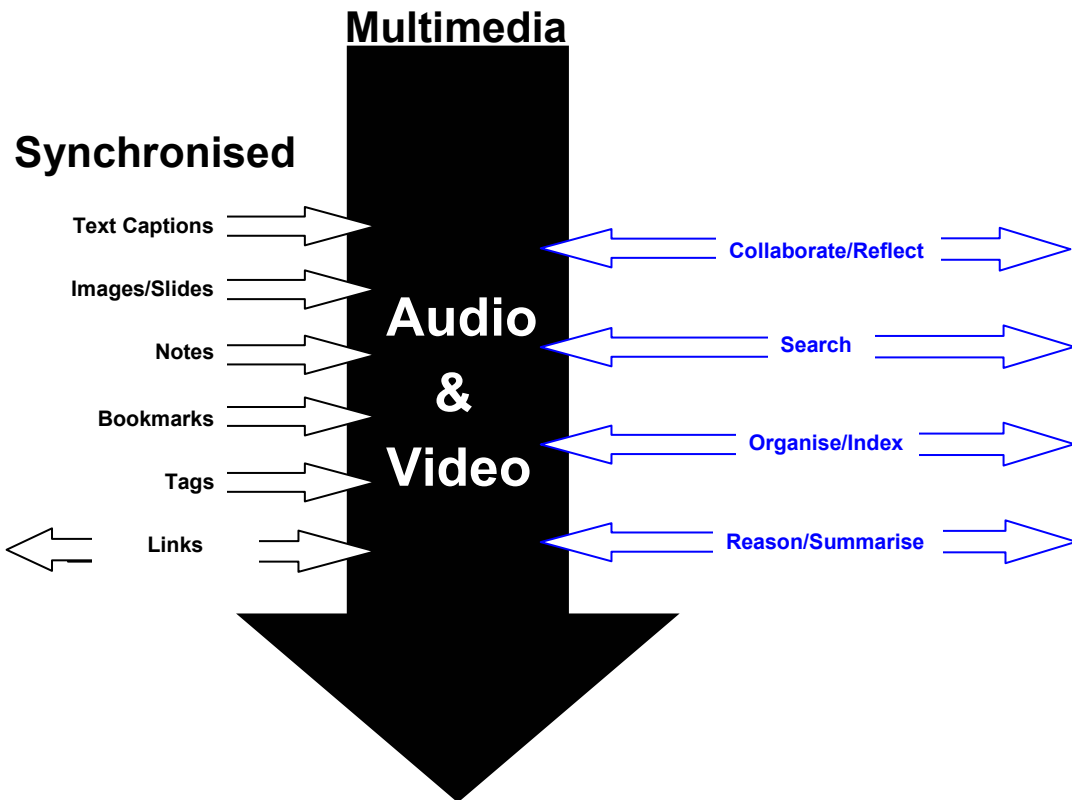 Multimedia
Synchronised
Text Captions
Images/Slides
Notes
Bookmarks
Tags
Links
Audio
&
Video
Collaborate/Reflect
Search
Organise/Index
Reason/Summarise